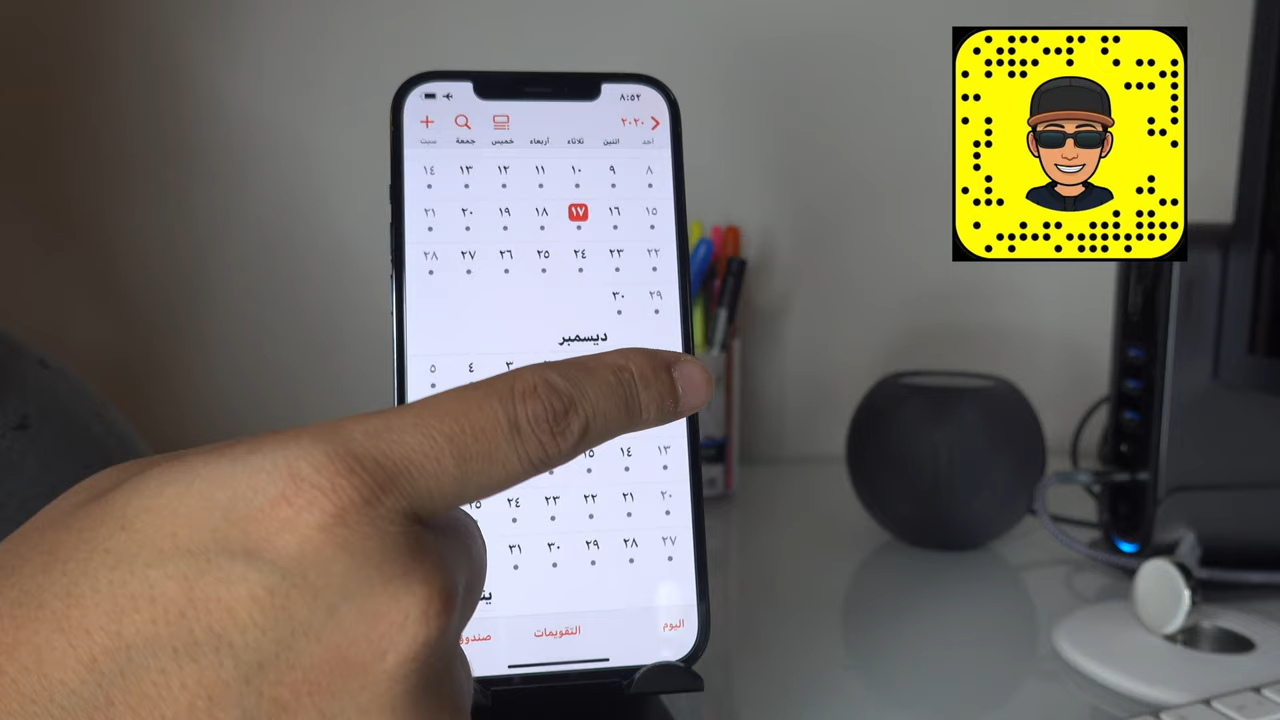 ٨:٥٢
٢٠٢٠
أحد اثنين ثلاثاء أربعاء خميس جمعة سبت
٨ ٩ ١٠ ١١ ١٢ ١٣ ١٤
١٥ ١٦ ١٧ ١٨ ١٩ ٢٠ ٢١
٢٢ ٢٣ ٢٤ ٢٥ ٢٦ ٢٧ ٢٨
٢٩ ٣٠
ديسمبر
٣ ٤ ٥
١٣ ١٤ ١٥
٢٠ ٢١ ٢٢ ٢٣ ٢٤ ٢٥
٢٧ ٢٨ ٢٩ ٣٠ ٣١
اليوم التقويمات